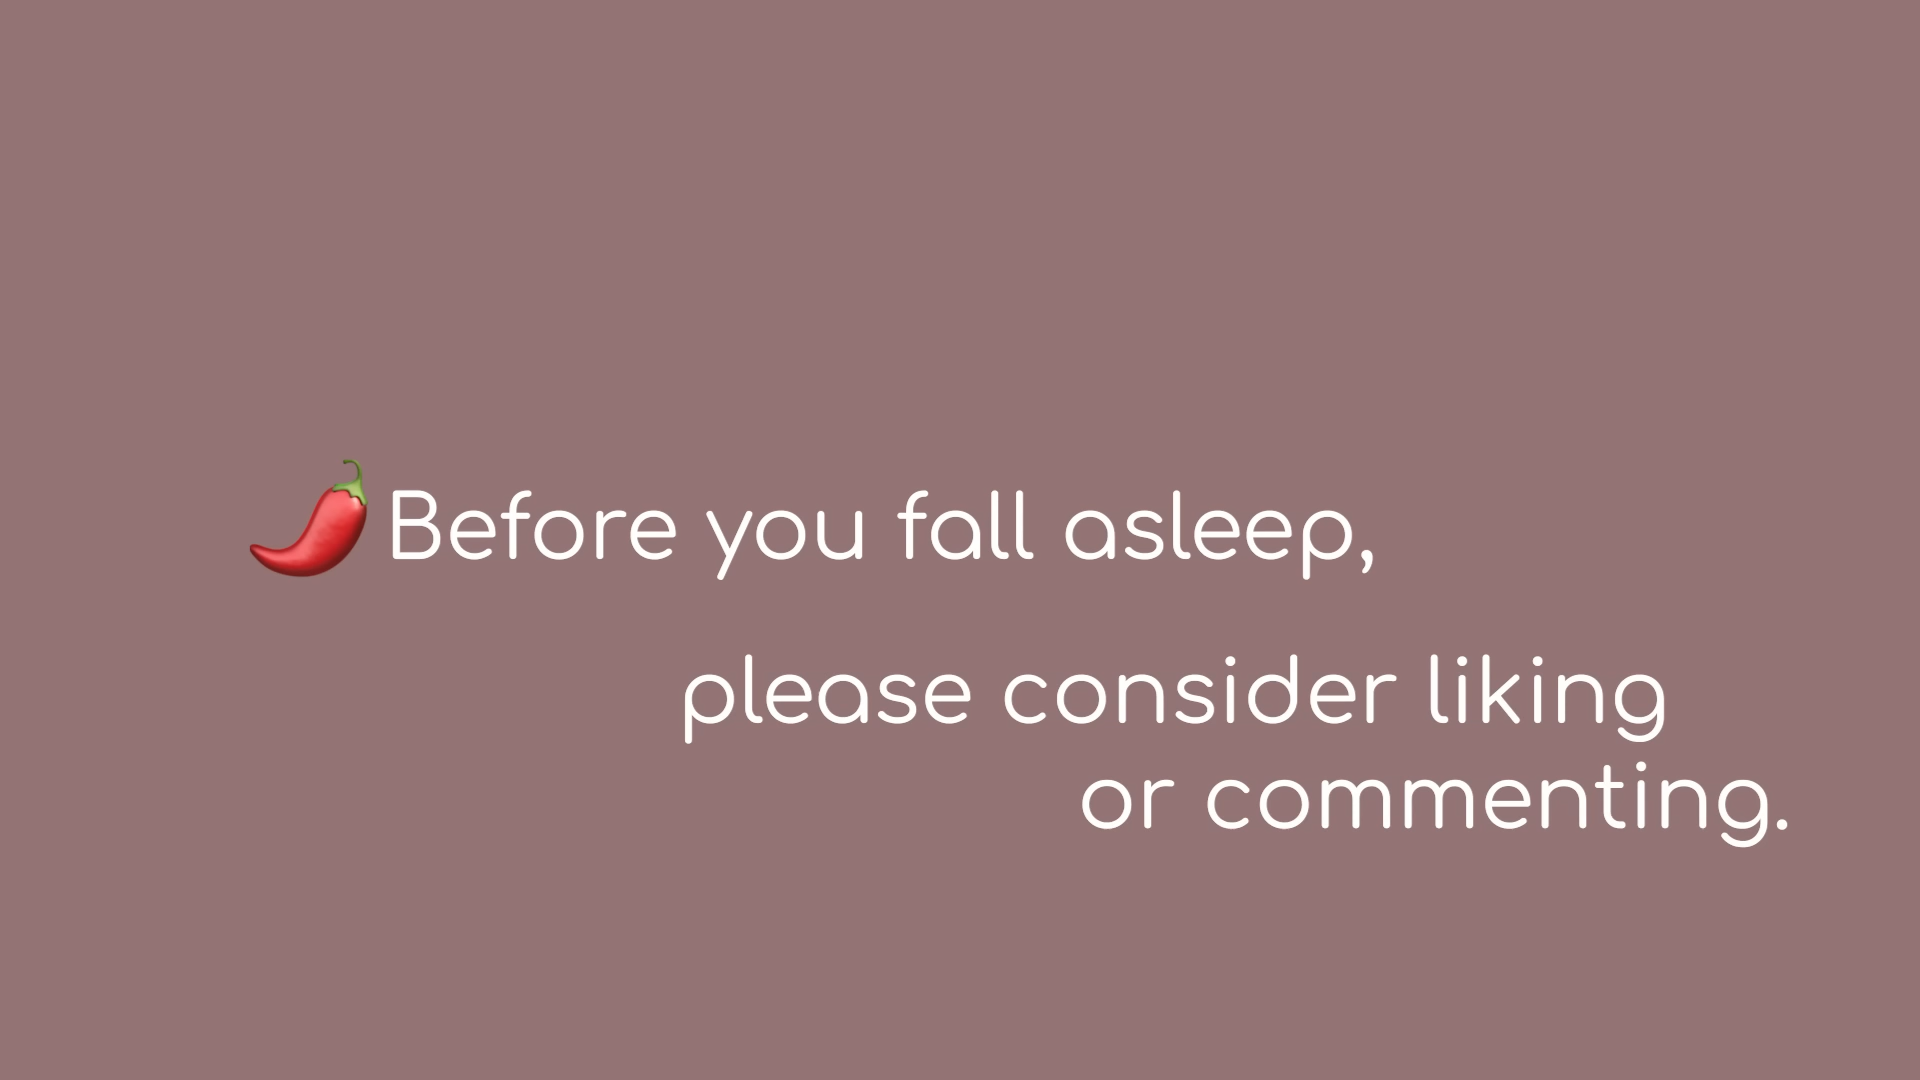 🌶️Before you fall asleep,
please consider liking
or commenting.